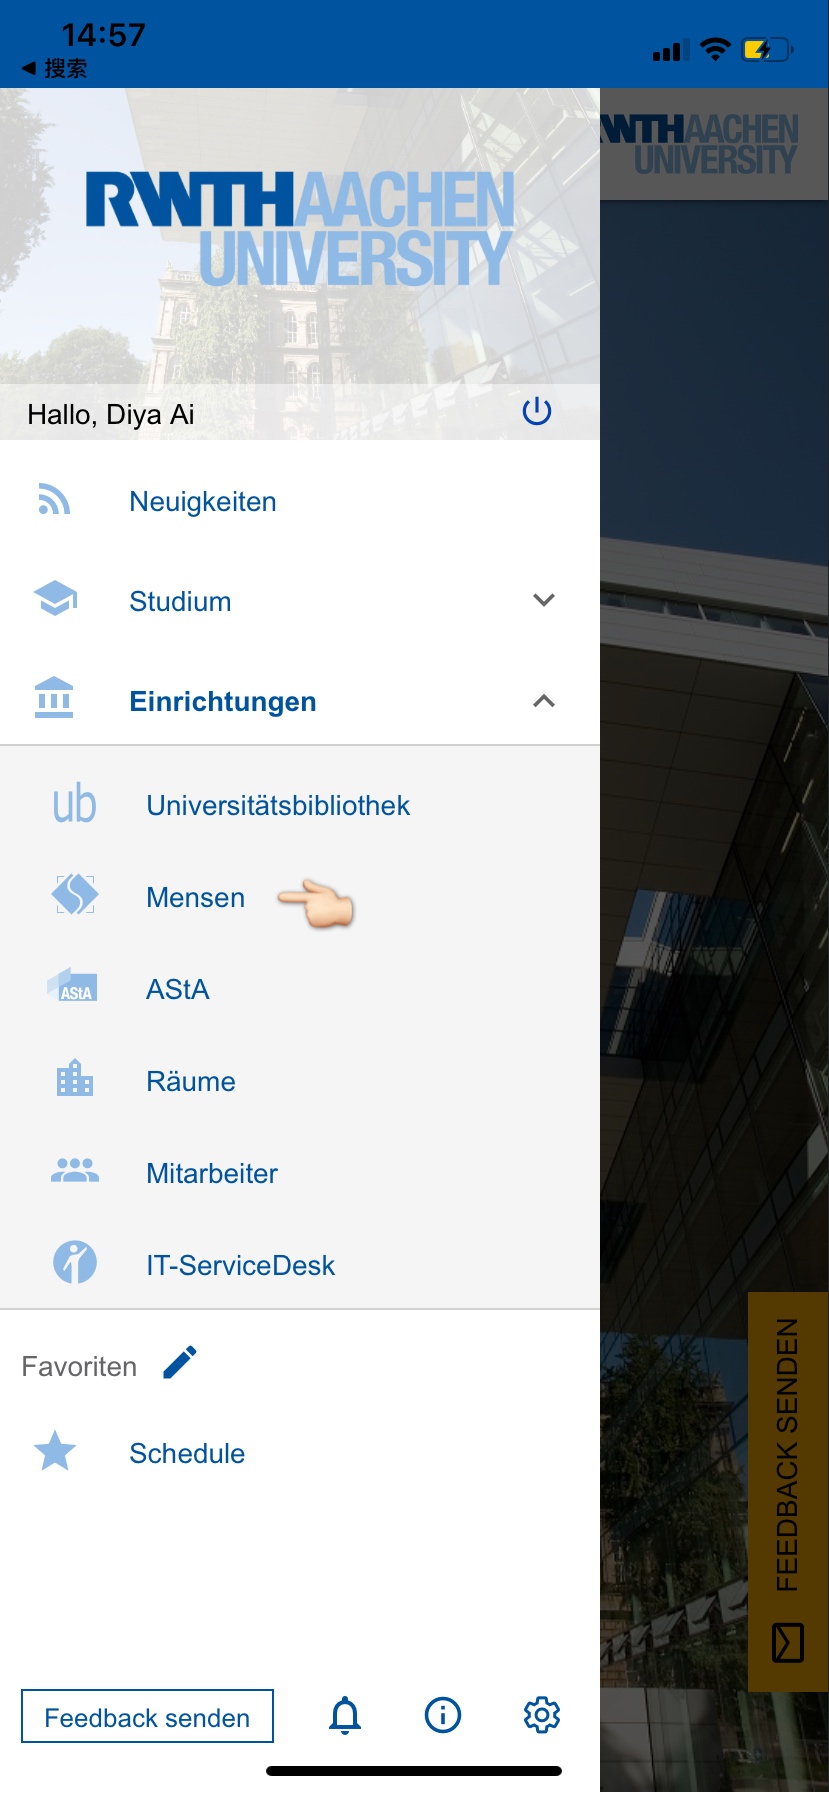 14:57
◀ 搜索
RWTHAACHEN
UNIVERSITY
WTHAACHEN
UNIVERSITY
Hallo, Diya Ai
Neuigkeiten
Studium
Einrichtungen
ub
Universitätsbibliothek
Mensen
AStA
AStA
Räume
Mitarbeiter
IT-ServiceDesk
Favoriten
Schedule
FEEDBACK SENDEN
Feedback senden